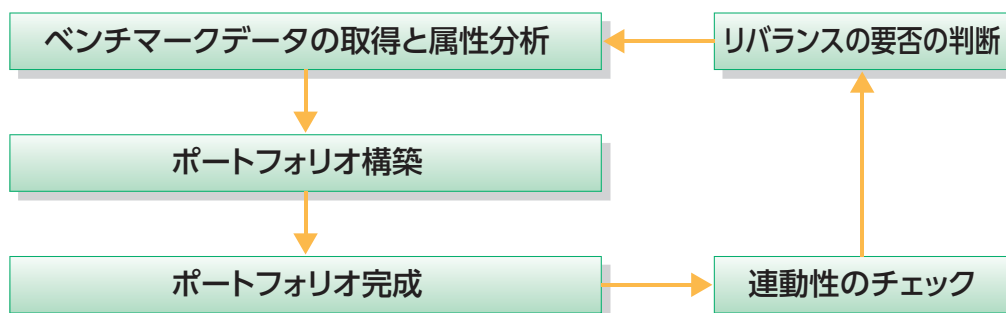 ベンチマークデータの取得と属性分析
リバランスの要否の判断
ポートフォリオ構築
ポートフォリオ完成
連動性のチェック